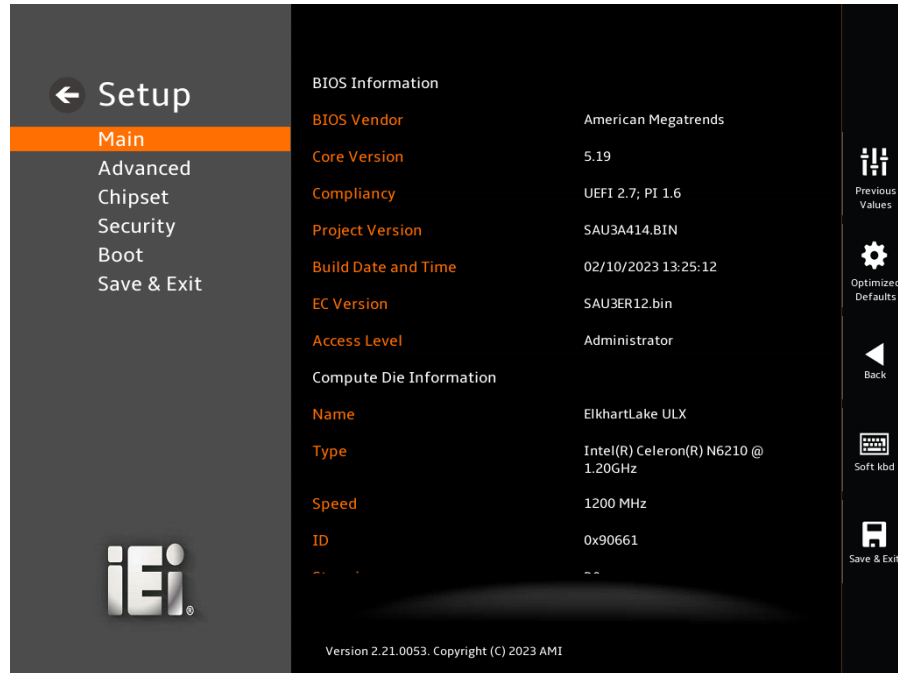 Setup
Main
Advanced
Chipset
Security
Boot
Save & Exit
BIOS Information
BIOS Vendor American Megatrends
Core Version 5.19
Compliancy UEFI 2.7; PI 1.6
Project Version SAU3A414.BIN
Build Date and Time 02/10/2023 13:25:12
EC Version SAU3ER12.bin
Access Level Administrator
Compute Die Information
Name ElkhartLake ULX
Type Intel(R) Celeron(R) N6210 @
1.20GHz
Speed 1200 MHz
ID 0x90661
Previous
Values
Optimized
Defaults
Back
Soft kbd
Save & Exit
iEi®
Version 2.21.0053. Copyright (C) 2023 AMI